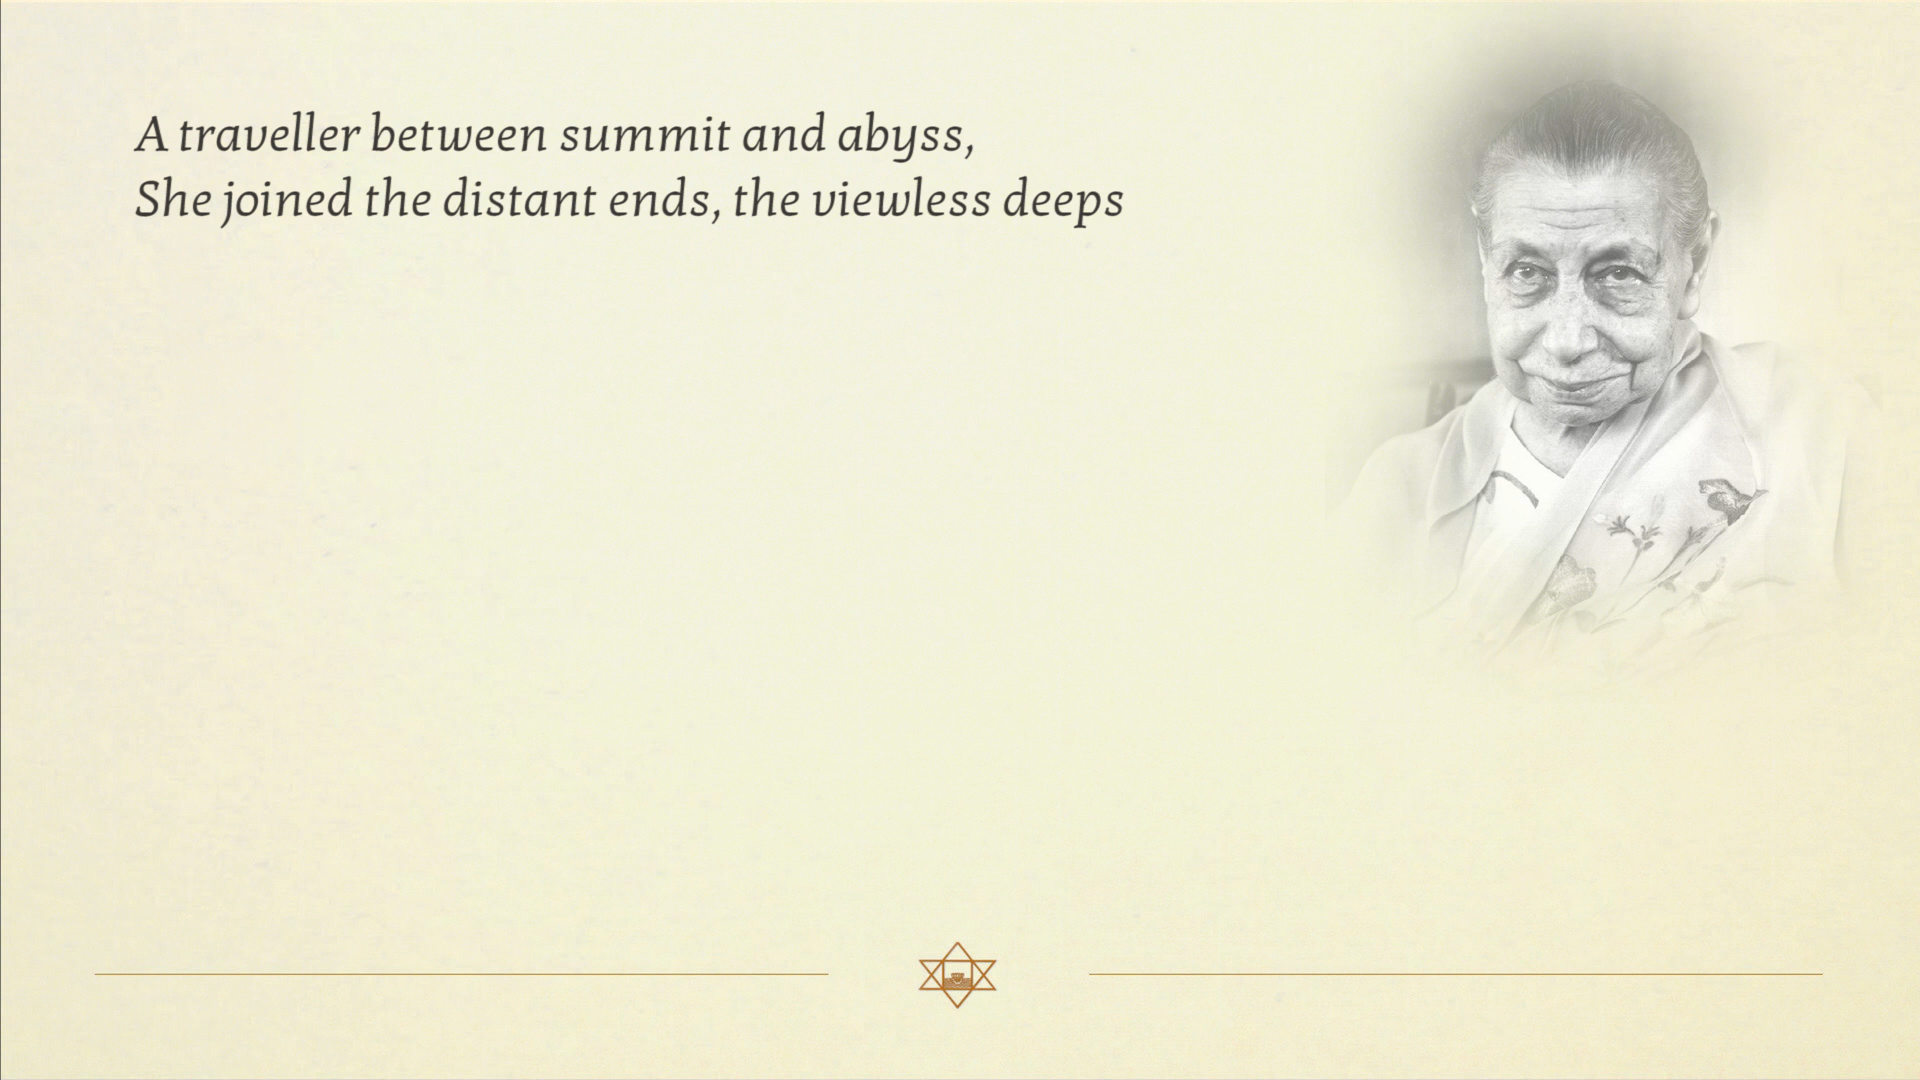 A traveller between summit and abyss,
She joined the distant ends, the viewless deeps